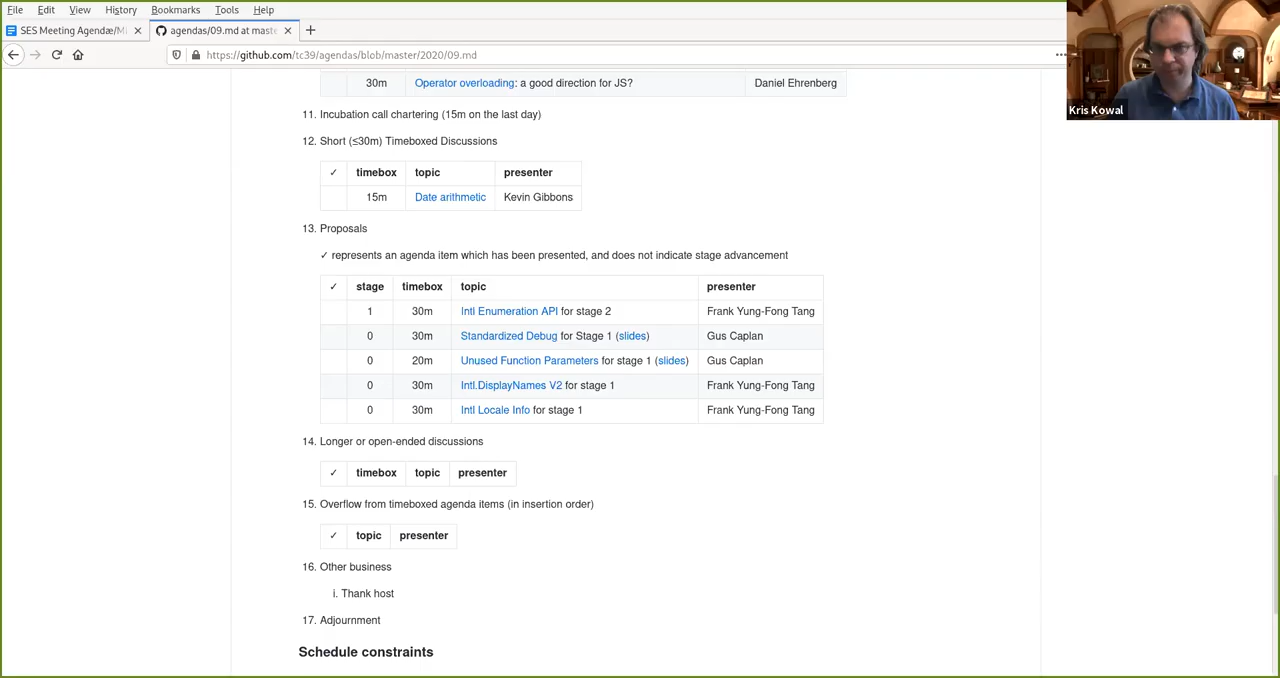 File Edit View History Bookmarks Tools Help
SES Meeting Agendæ/M
agendas/09.md at maste
https://github.com/tc39/agendas/blob/master/2020/09.md
Kris Kowal
30m Operator overloading: a good direction for JS? Daniel Ehrenberg
11. Incubation call chartering (15m on the last day)
12. Short (≤30m) Timeboxed Discussions
✓ timebox topic presenter
15m Date arithmetic Kevin Gibbons
13. Proposals
✓ represents an agenda item which has been presented, and does not indicate stage advancement
✓ stage timebox topic presenter
1 30m Intl Enumeration API for stage 2 Frank Yung-Fong Tang
0 30m Standardized Debug for Stage 1 (slides) Gus Caplan
0 20m Unused Function Parameters for stage 1 (slides) Gus Caplan
0 30m Intl.DisplayNames V2 for stage 1 Frank Yung-Fong Tang
0 30m Intl Locale Info for stage 1 Frank Yung-Fong Tang
14. Longer or open-ended discussions
✓ timebox topic presenter
15. Overflow from timeboxed agenda items (in insertion order)
✓ topic presenter
16. Other business
i. Thank host
17. Adjournment
Schedule constraints